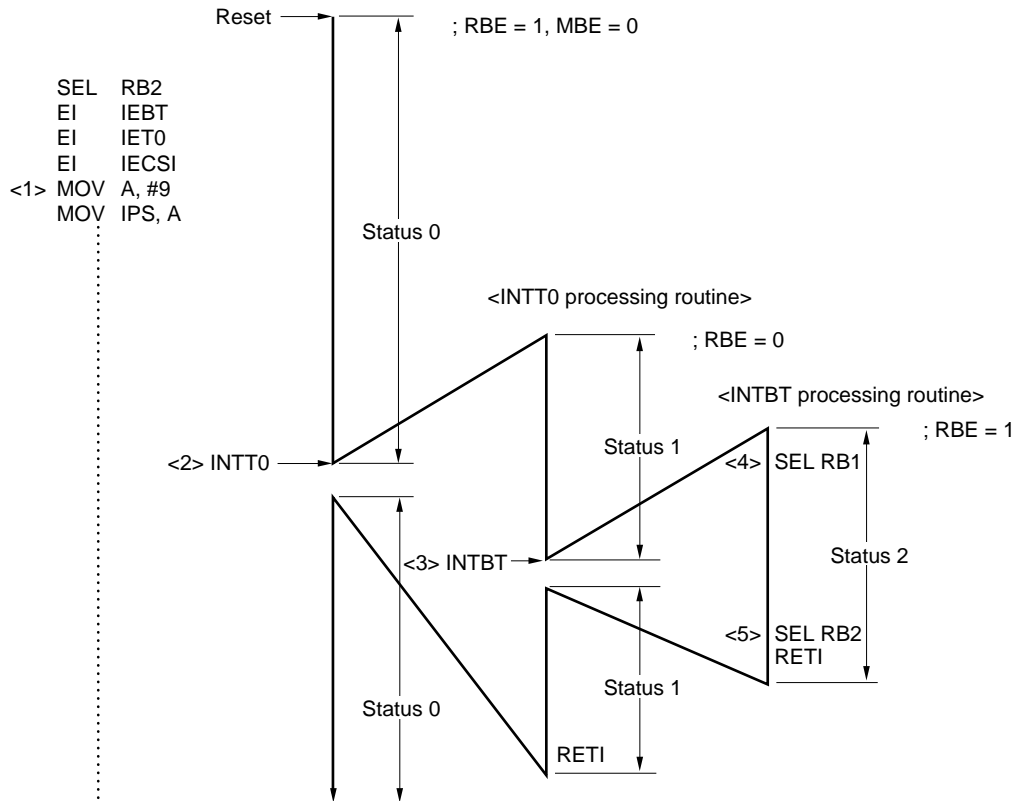 Reset
; RBE = 1, MBE = 0
SEL RB2
EI IEBT
EI IET0
EI IECSI
<1> MOV A, #9
MOV IPS, A
Status 0
<INTT0 processing routine>
; RBE = 0
<INTBT processing routine>
; RBE = 1
Status 1
<2> INTT0
<4> SEL RB1
<3> INTBT
Status 2
<5> SEL RB2
RETI
Status 1
Status 0
RETI